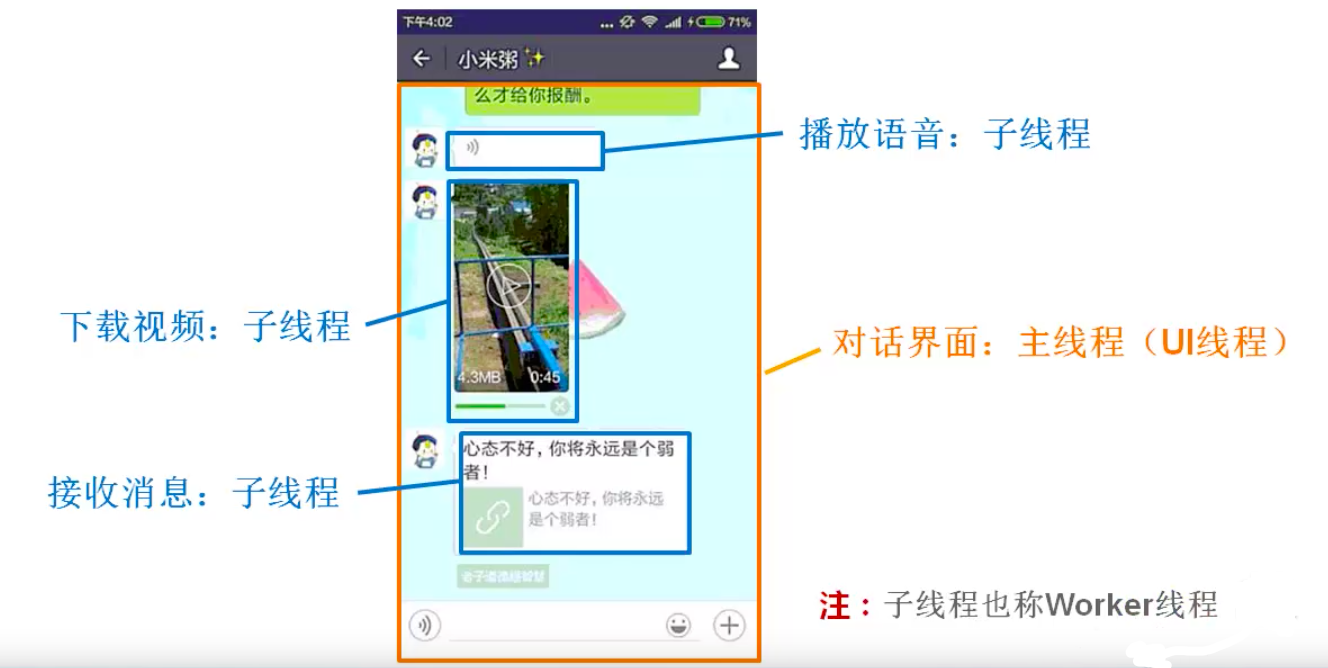 下午4:02
... 71%
小米粥✨
么才给你报酬。
播放语音：子线程
下载视频：子线程
4.3MB 0:45
对话界面：主线程（UI线程）
心态不好，你将永远是个弱
者！
心态不好，你将永远
是个弱者！
接收消息：子线程
注：子线程也称Worker线程